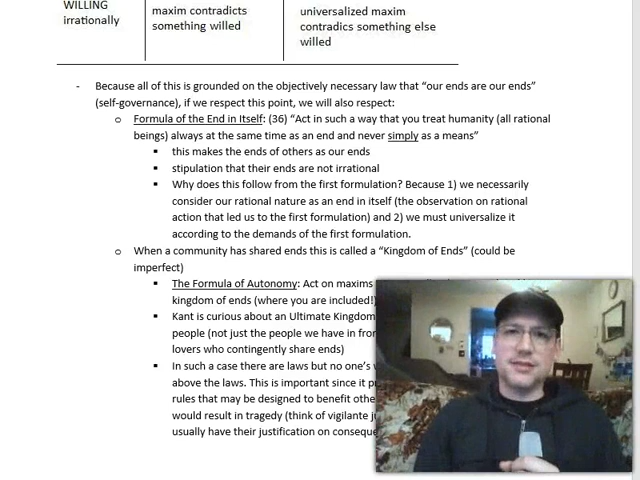 WILLING
irrationally
maxim contradicts
something willed
universalized maxim
contradics something else
willed
- Because all of this is grounded on the objectively necessary law that “our ends are our ends”
(self-governance), if we respect this point, we will also respect:
o Formula of the End in Itself: (36) “Act in such a way that you treat humanity (all rational
beings) always at the same time as an end and never simply as a means”
▪ this makes the ends of others as our ends
▪ stipulation that their ends are not irrational
▪ Why does this follow from the first formulation? Because 1) we necessarily
consider our rational nature as an end in itself (the observation on rational
action that led us to the first formulation) and 2) we must universalize it
according to the demands of the first formulation.
o When a community has shared ends this is called a “Kingdom of Ends” (could be
imperfect)
▪ The Formula of Autonomy: Act on maxims
kingdom of ends (where you are included!)
▪ Kant is curious about an Ultimate Kingdom
people (not just the people we have in fron
lovers who contingently share ends)
▪ In such a case there are laws but no one’s
above the laws. This is important since it p
rules that may be designed to benefit othe
would result in tragedy (think of vigilante ju
usually have their justification on conseque